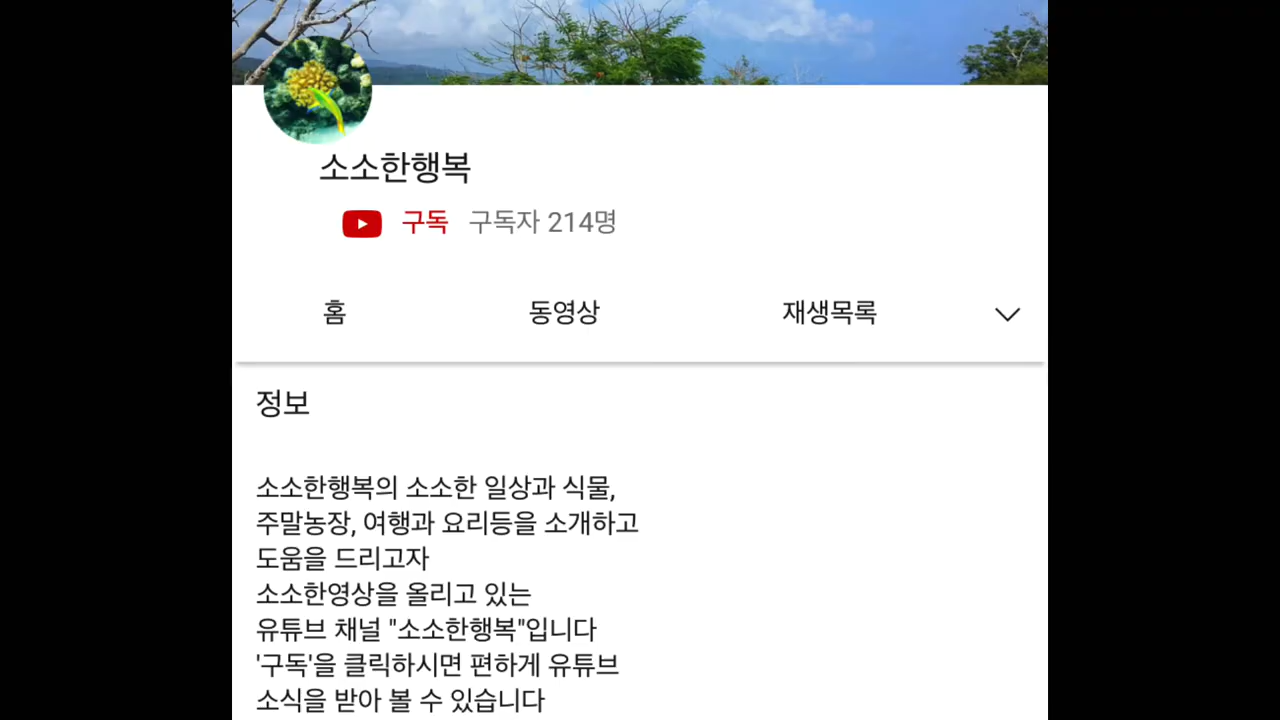 소소한행복
구독 구독자 214명
홈 동영상 재생목록
정보
소소한행복의 소소한 일상과 식물,
주말농장, 여행과 요리등을 소개하고
도움을 드리고자
소소한영상을 올리고 있는
유튜브 채널 "소소한행복"입니다
'구독'을 클릭하시면 편하게 유튜브
소식을 받아 볼 수 있습니다